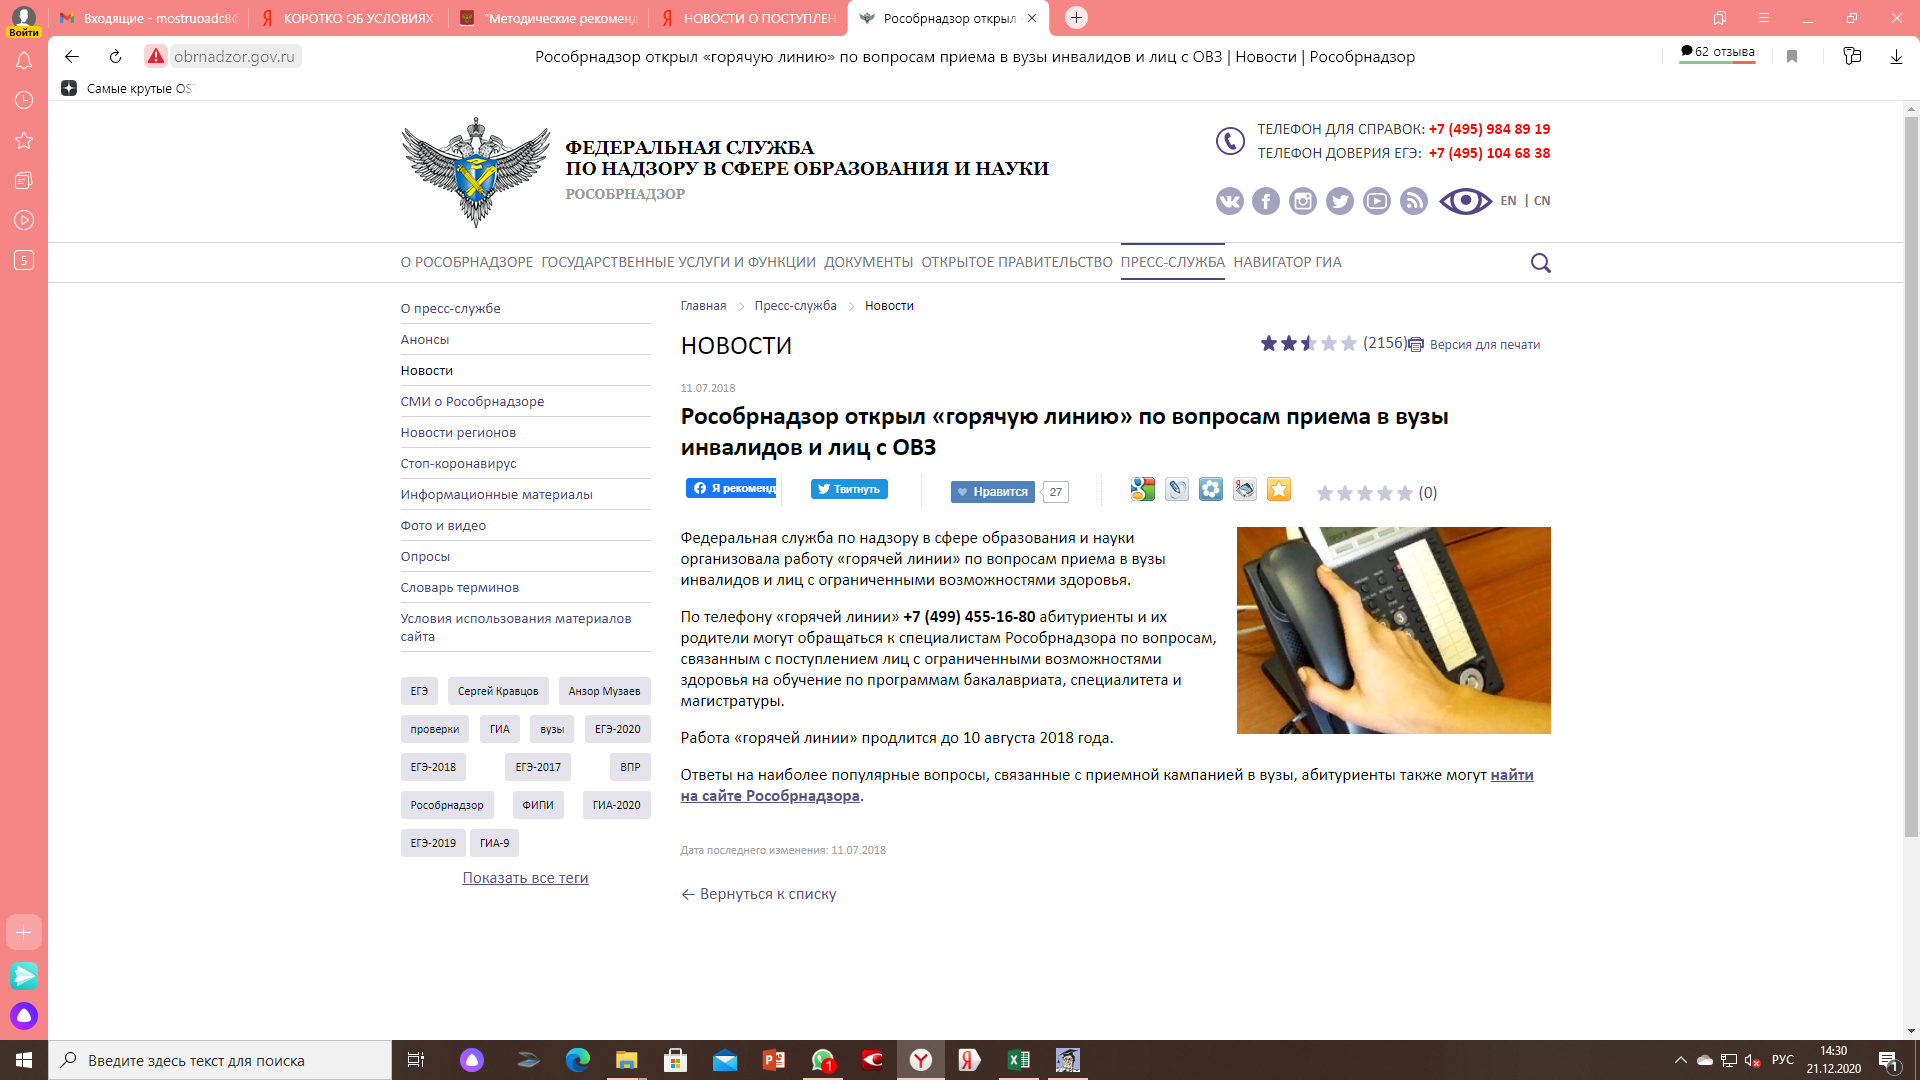 Входящие - mostruoadc8
КОРОТКО ОБ УСЛОВИЯХ
"Методические рекоменд
НОВОСТИ О ПОСТУПЛЕН
Рособрнадзор открыл
Войти
obrnadzor.gov.ru
Рособрнадзор открыл «горячую линию» по вопросам приема в вузы инвалидов и лиц с ОВЗ | Новости | Рособрнадзор
62 отзыва
Самые крутые OS
5
ФЕДЕРАЛЬНАЯ СЛУЖБА
ПО НАДЗОРУ В СФЕРЕ ОБРАЗОВАНИЯ И НАУКИ
РОСОБРНАДЗОР
ТЕЛЕФОН ДЛЯ СПРАВОК: +7 (495) 984 89 19
ТЕЛЕФОН ДОВЕРИЯ ЕГЭ: +7 (495) 104 68 38
EN | CN
О РОСОБРНАДЗОРЕ ГОСУДАРСТВЕННЫЕ УСЛУГИ И ФУНКЦИИ ДОКУМЕНТЫ ОТКРЫТОЕ ПРАВИТЕЛЬСТВО ПРЕСС-СЛУЖБА НАВИГАТОР ГИА
О пресс-службе
Анонсы
Новости
СМИ о Рособрнадзоре
Новости регионов
Стоп-коронавирус
Информационные материалы
Фото и видео
Опросы
Словарь терминов
Условия использования материалов
сайта
ЕГЭ Сергей Кравцов Анзор Музаев
проверки ГИА вузы ЕГЭ-2020
ЕГЭ-2018 ЕГЭ-2017 ВПР
Рособрнадзор ФИПИ ГИА-2020
ЕГЭ-2019 ГИА-9
Показать все теги
Главная Пресс-служба Новости
НОВОСТИ
(2156) Версия для печати
11.07.2018
Рособрнадзор открыл «горячую линию» по вопросам приема в вузы
инвалидов и лиц с ОВЗ
Я рекоменд
Твитнуть
Нравится 27
(0)
Федеральная служба по надзору в сфере образования и науки
организовала работу «горячей линии» по вопросам приема в вузы
инвалидов и лиц с ограниченными возможностями здоровья.
По телефону «горячей линии» +7 (499) 455-16-80 абитуриенты и их
родители могут обращаться к специалистам Рособрнадзора по вопросам,
связанным с поступлением лиц с ограниченными возможностями
здоровья на обучение по программам бакалавриата, специалитета и
магистратуры.
Работа «горячей линии» продлится до 10 августа 2018 года.
Ответы на наиболее популярные вопросы, связанные с приемной кампанией в вузы, абитуриенты также могут найти
на сайте Рособрнадзора.
Дата последнего изменения: 11.07.2018
Вернуться к списку
Введите здесь текст для поиска
1
РУС
14:30
21.12.2020
1